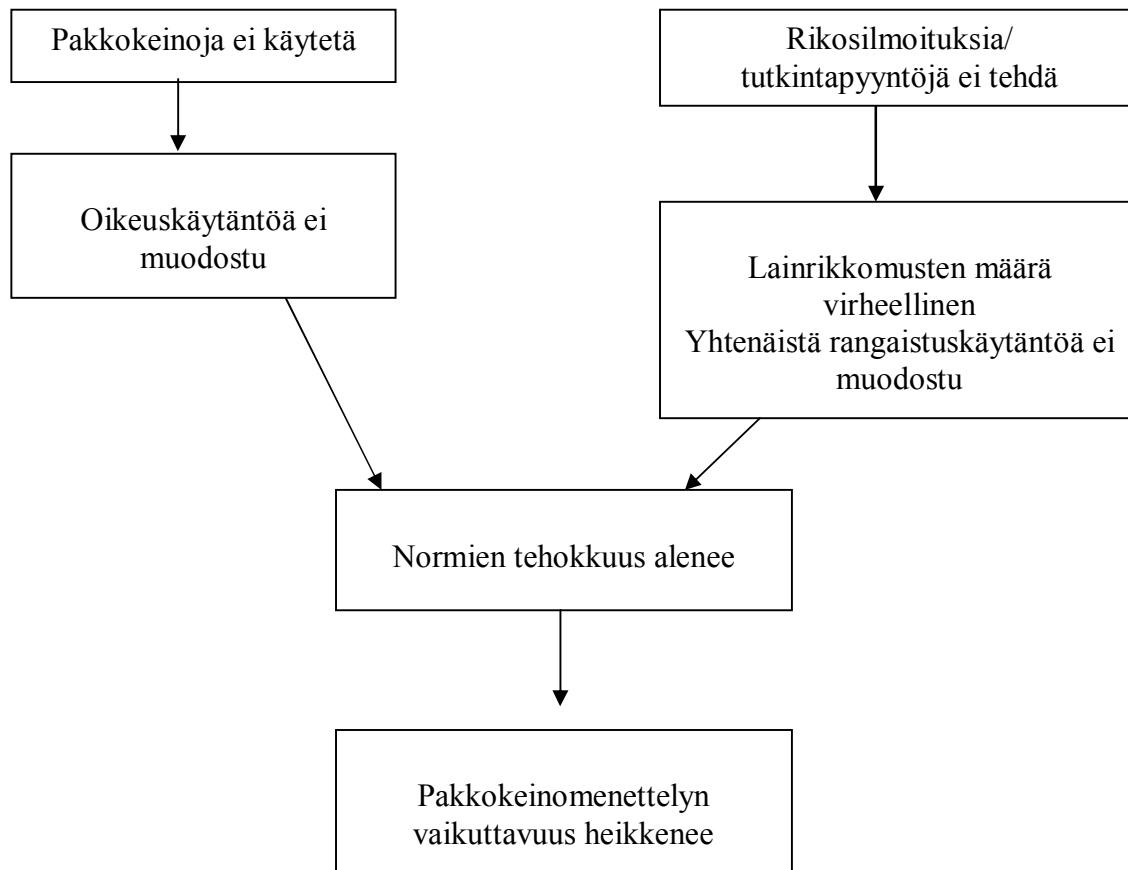 Pakkokeinoja ei käytetä
Rikosilmoituksia/
tutkintapyyntöjä ei tehdä
Oikeuskäytäntöä ei
muodostu
Lainrikkomusten määrä
virheellinen
Yhtenäistä rangaistuskäytäntöä ei
muodostu
Normien tehokkuus alenee
Pakkokeinomenettelyn
vaikuttavuus heikkenee